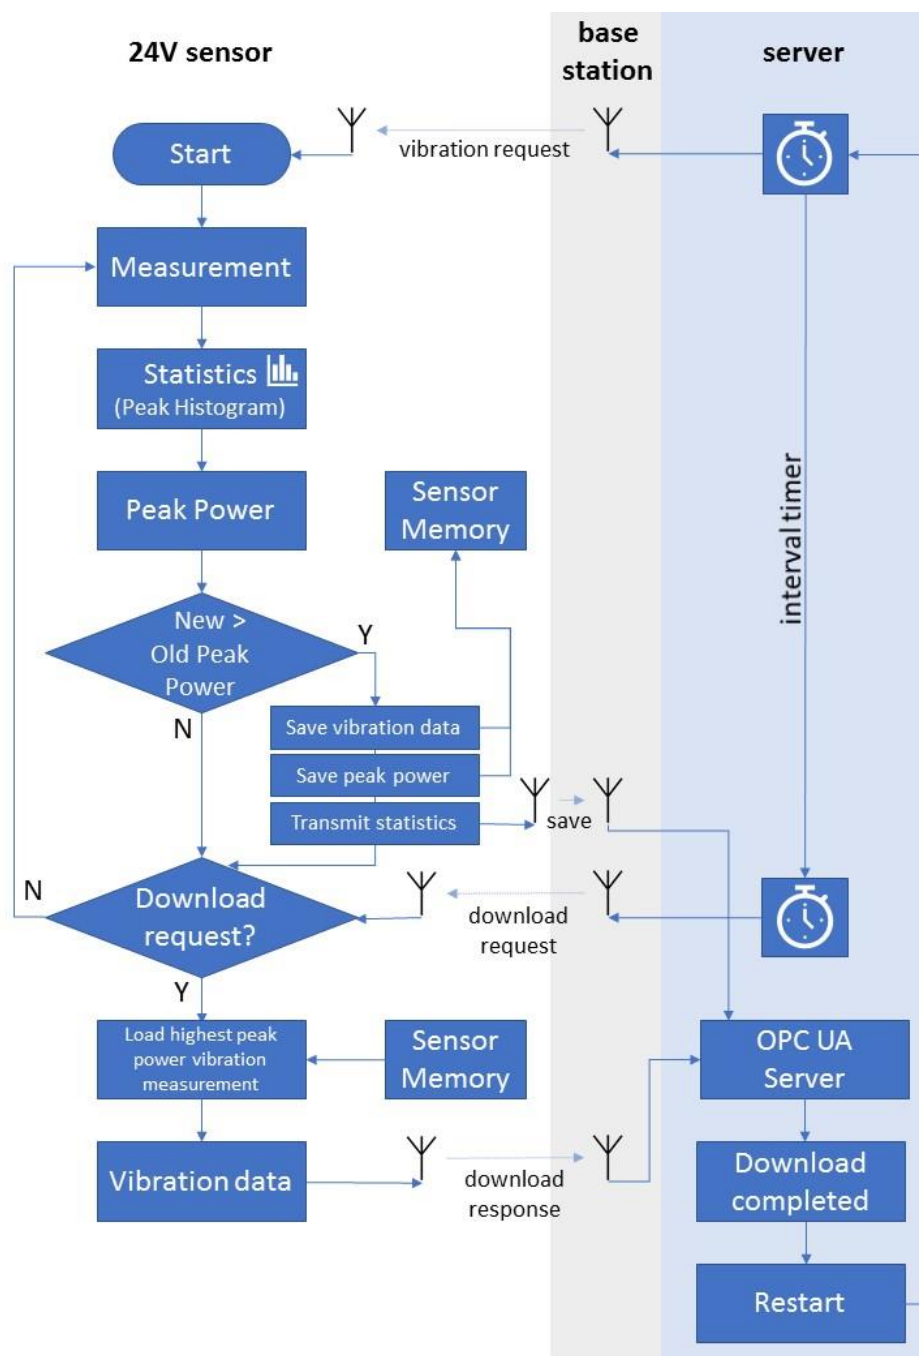 24V sensor
base
station
server
vibration request
Start
Measurement
Statistics
(Peak Histogram)
Peak Power
Sensor
Memory
interval timer
New >
Old Peak
Power
Y
N
Save vibration data
Save peak power
Transmit statistics
save
N
Download
request?
download
request
Y
Load highest peak
power vibration
measurement
Sensor
Memory
OPC UA
Server
Vibration data
download
response
Download
completed
Restart